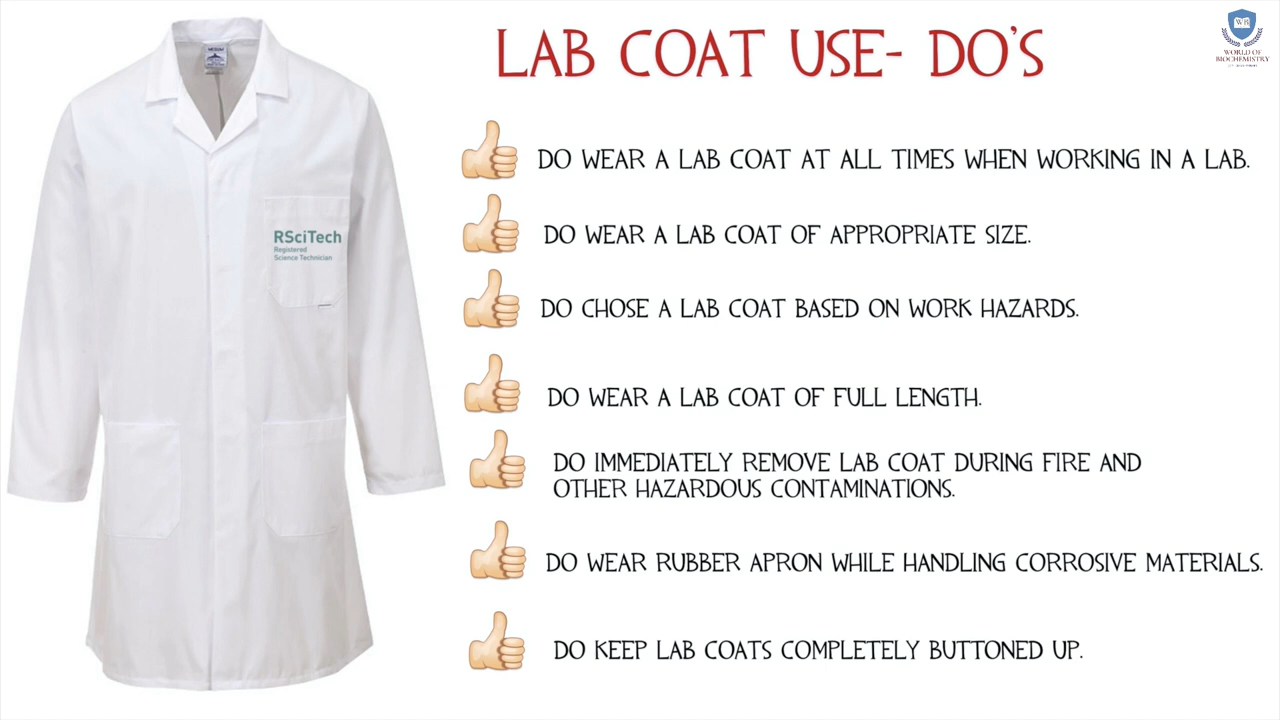 LAB COAT USE- DO'S
WORLD OF
BIOCHEMISTRY
RSciTech
Registered
Science Technician
DO WEAR A LAB COAT AT ALL TIMES WHEN WORKING IN A LAB.
DO WEAR A LAB COAT OF APPROPRIATE SIZE.
DO CHOSE A LAB COAT BASED ON WORK HAZARDS.
DO WEAR A LAB COAT OF FULL LENGTH.
DO IMMEDIATELY REMOVE LAB COAT DURING FIRE AND
OTHER HAZARDOUS CONTAMINATIONS.
DO WEAR RUBBER APRON WHILE HANDLING CORROSIVE MATERIALS.
DO KEEP LAB COATS COMPLETELY BUTTONED UP.